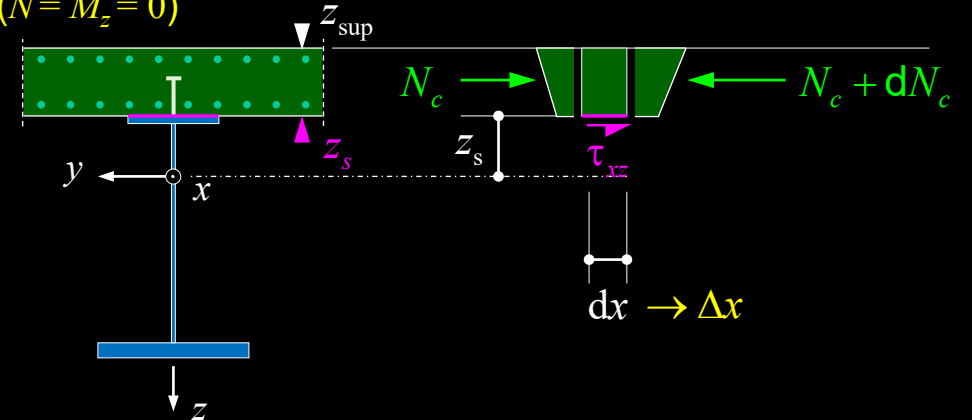 (N = M_z = 0)
z_sup
N_c
N_c + dN_c
z_s
z_s
τ_xz
y
x
dx → Δx
z